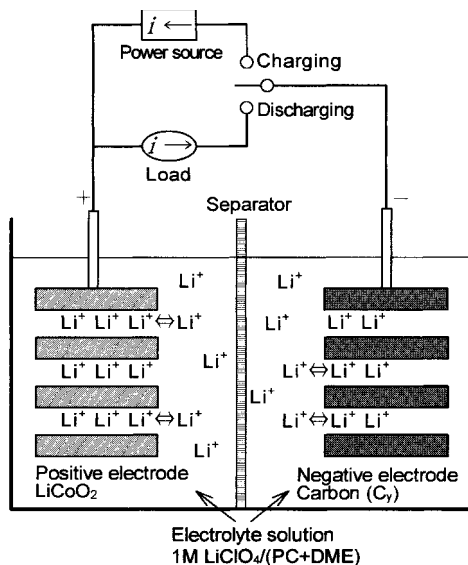 i ←
Power source
Charging
Discharging
i →
Load
+
−
Separator
Li⁺
Li⁺
Li⁺ Li⁺ Li⁺⇔Li⁺
Li⁺
Li⁺ Li⁺
Li⁺ Li⁺ Li⁺
Li⁺
Li⁺⇔Li⁺ Li⁺
Li⁺ Li⁺ Li⁺⇔Li⁺
Li⁺
Li⁺⇔Li⁺ Li⁺
Li⁺
Positive electrode
LiCoO₂
Negative electrode
Carbon (Cy)
Electrolyte solution
1M LiClO₄/(PC+DME)